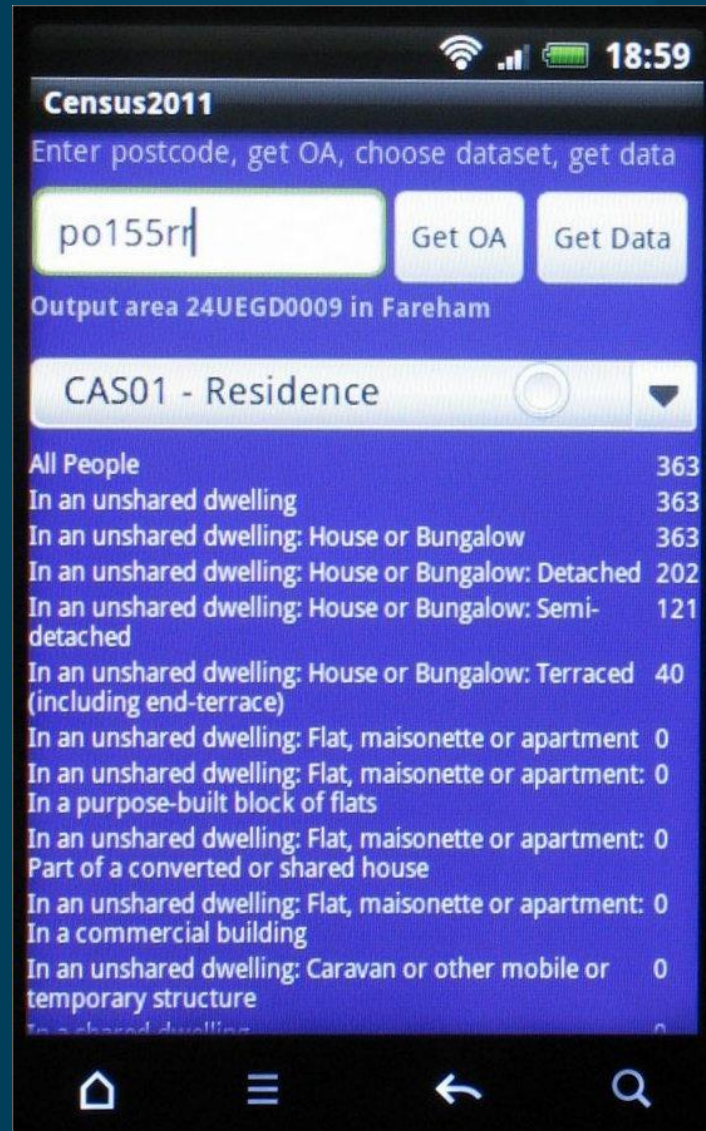 18:59
Census2011
Enter postcode, get OA, choose dataset, get data
po155rr Get OA Get Data
Output area 24UEGD0009 in Fareham
CAS01 - Residence
All People 363
In an unshared dwelling 363
In an unshared dwelling: House or Bungalow 363
In an unshared dwelling: House or Bungalow: Detached 202
In an unshared dwelling: House or Bungalow: Semi- 121
detached
In an unshared dwelling: House or Bungalow: Terraced 40
(including end-terrace)
In an unshared dwelling: Flat, maisonette or apartment 0
In an unshared dwelling: Flat, maisonette or apartment: 0
In a purpose-built block of flats
In an unshared dwelling: Flat, maisonette or apartment: 0
Part of a converted or shared house
In an unshared dwelling: Flat, maisonette or apartment: 0
In a commercial building
In an unshared dwelling: Caravan or other mobile or 0
temporary structure
In a shared dwelling 0